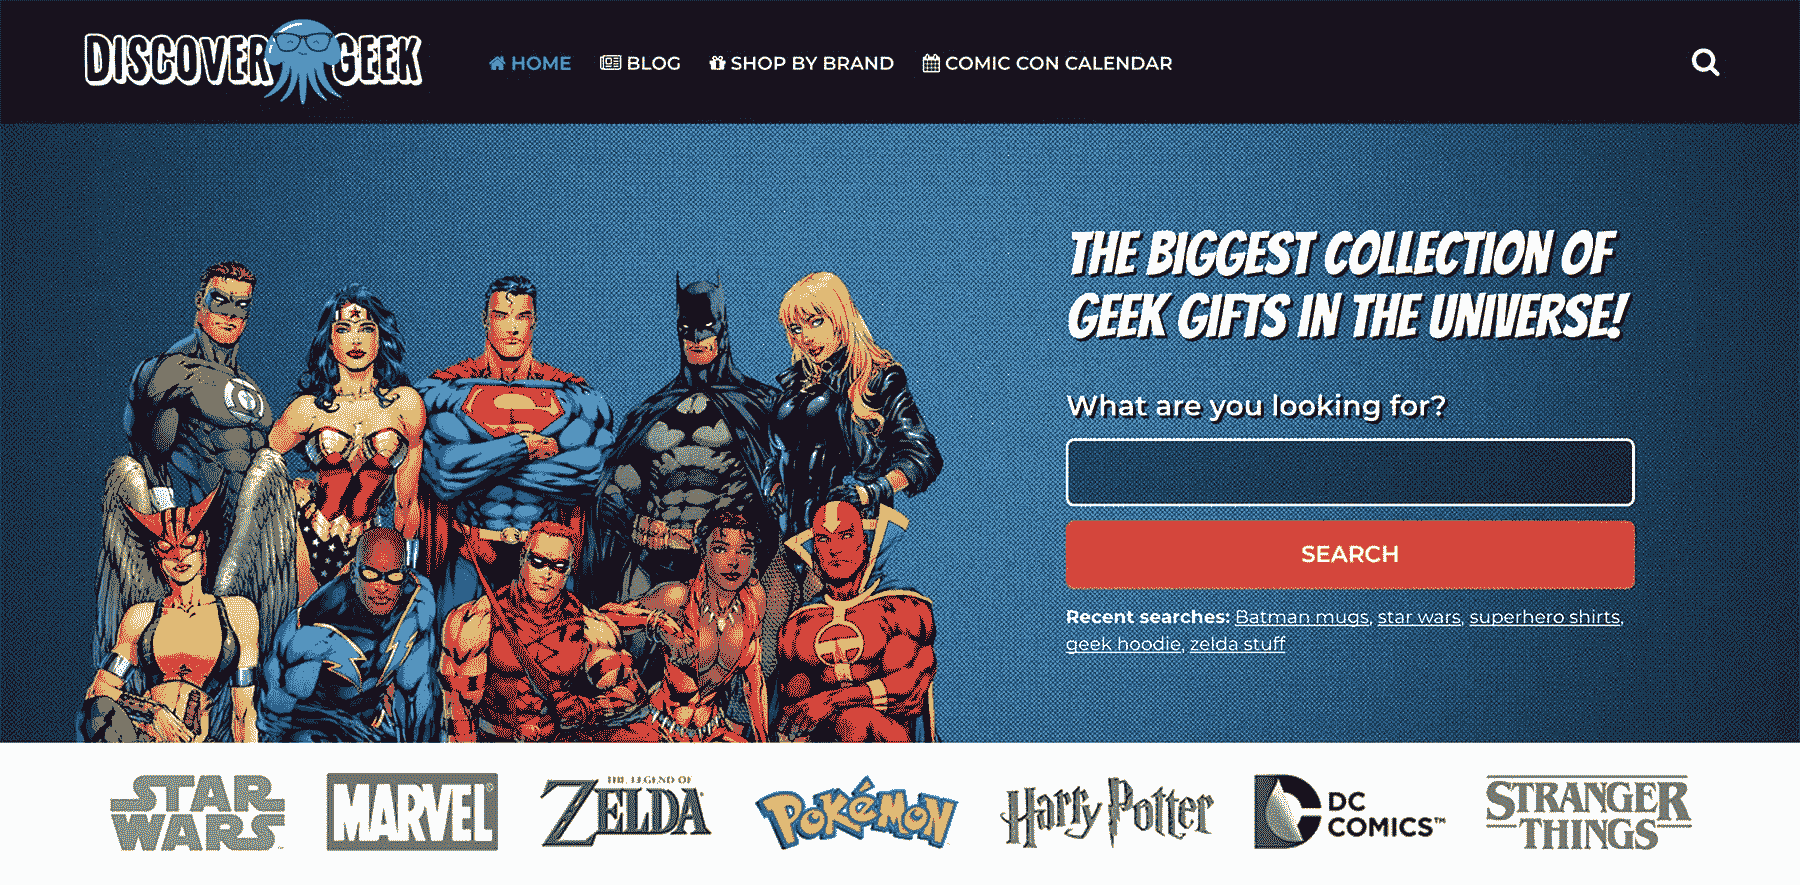 DISCOVER GEEK
HOME BLOG SHOP BY BRAND COMIC CON CALENDAR
THE BIGGEST COLLECTION OF
GEEK GIFTS IN THE UNIVERSE!
What are you looking for?
SEARCH
Recent searches: Batman mugs, star wars, superhero shirts,
geek hoodie, zelda stuff
STAR
WARS
MARVEL
THE LEGEND OF
ZELDA
POKéMON
Harry Potter
DC
COMICS™
STRANGER
THINGS